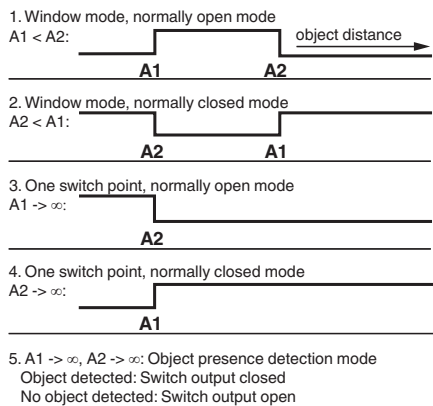 1. Window mode, normally open mode
A1 < A2:
object distance
A1 A2
2. Window mode, normally closed mode
A2 < A1:
A2 A1
3. One switch point, normally open mode
A1 -> ∞:
A2
4. One switch point, normally closed mode
A2 -> ∞:
A1
5. A1 -> ∞, A2 -> ∞: Object presence detection mode
Object detected: Switch output closed
No object detected: Switch output open